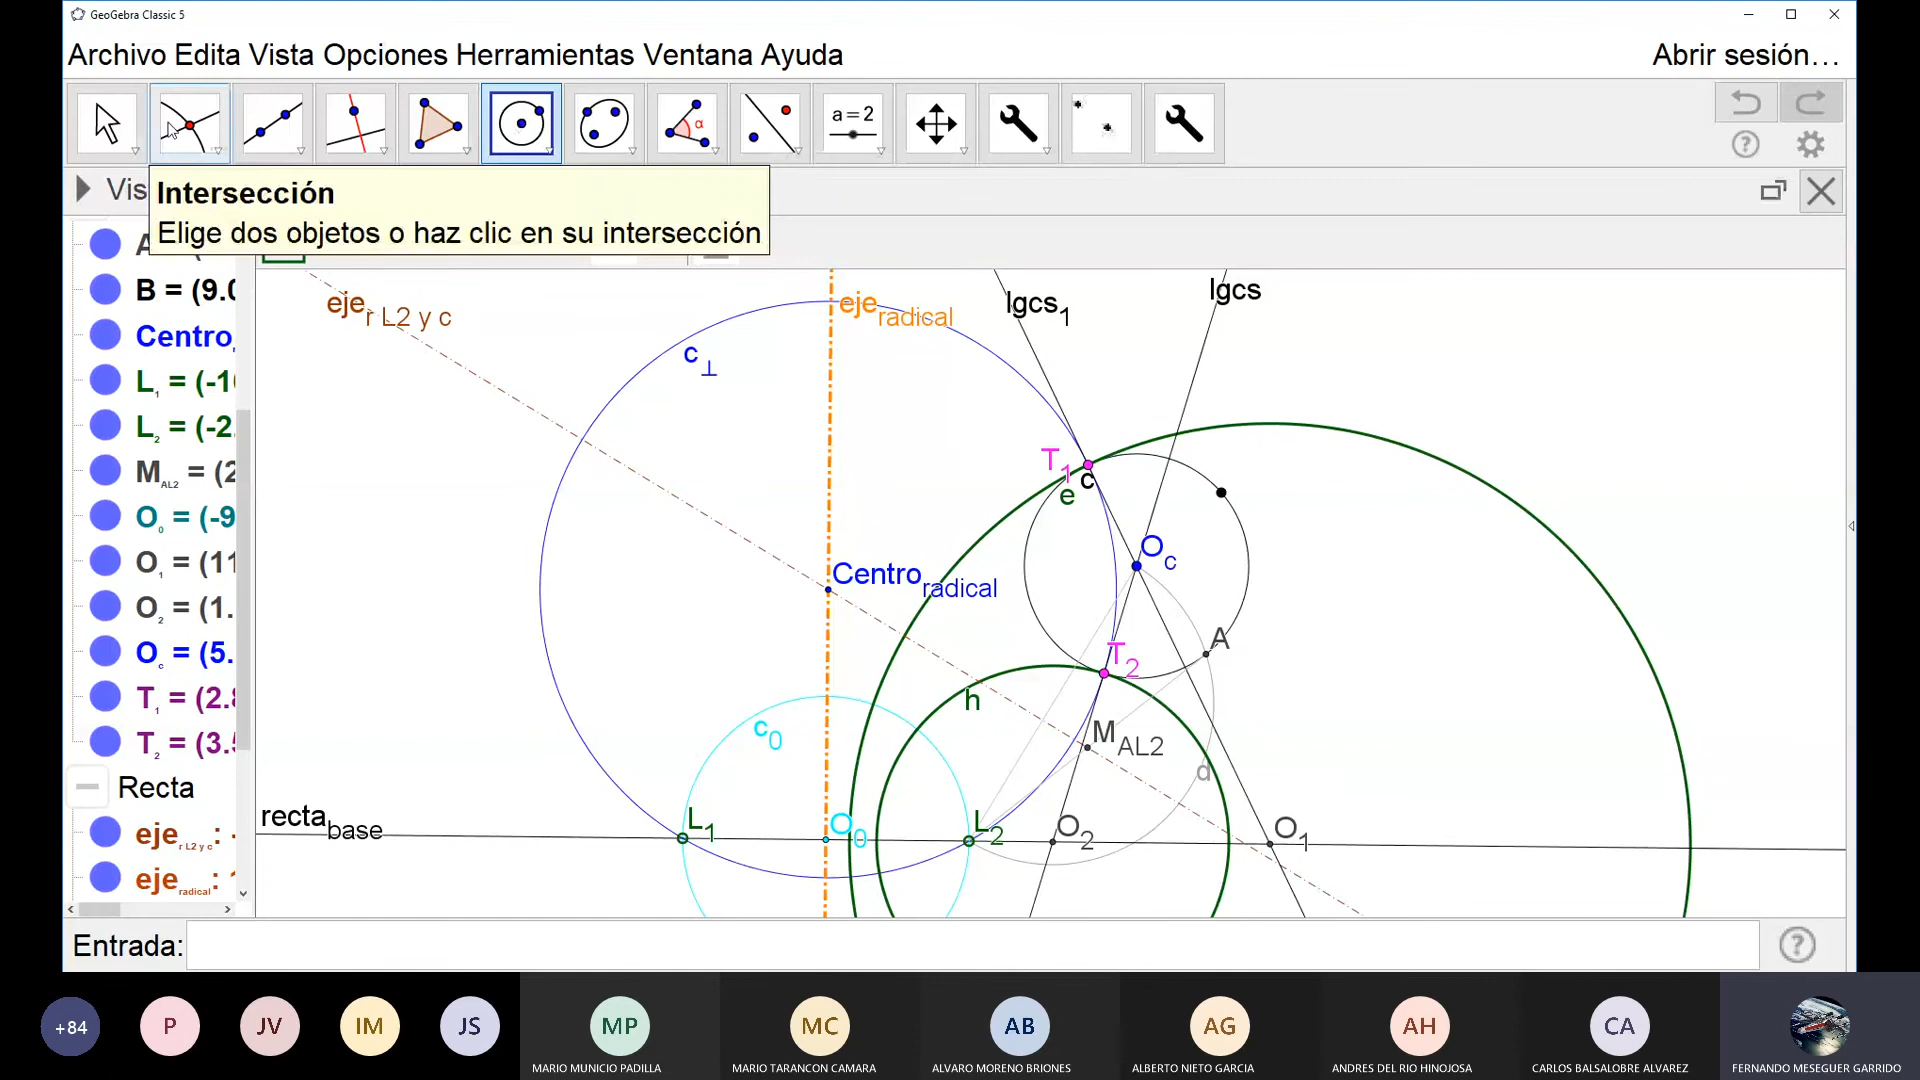 GeoGebra Classic 5
Archivo Edita Vista Opciones Herramientas Ventana Ayuda
Abrir sesión…
α
a = 2
Vis
Intersección
Elige dos objetos o haz clic en su intersección
B = (9.0
Centro
L₁ = (-10
L₂ = (-2.
M_AL2 = (2
O₀ = (-9
O₁ = (11
O₂ = (1.
O_c = (5.
T₁ = (2.8
T₂ = (3.5
Recta
eje_r L2 y c : -
eje_radical :
eje_r L2 y c
eje_radical
lgcs₁
lgcs
c_⊥
T₁
c
e
O_c
Centro_radical
A
T₂
h
c₀
M_AL2
d
recta_base
L₁
O₀
L₂
O₂
O₁
Entrada:
+84
P
JV
IM
JS
MP
MC
AB
AG
AH
CA
MARIO MUNICIO PADILLA
MARIO TARANCON CAMARA
ALVARO MORENO BRIONES
ALBERTO NIETO GARCIA
ANDRES DEL RIO HINOJOSA
CARLOS BALSALOBRE ALVAREZ
FERNANDO MESEGUER GARRIDO